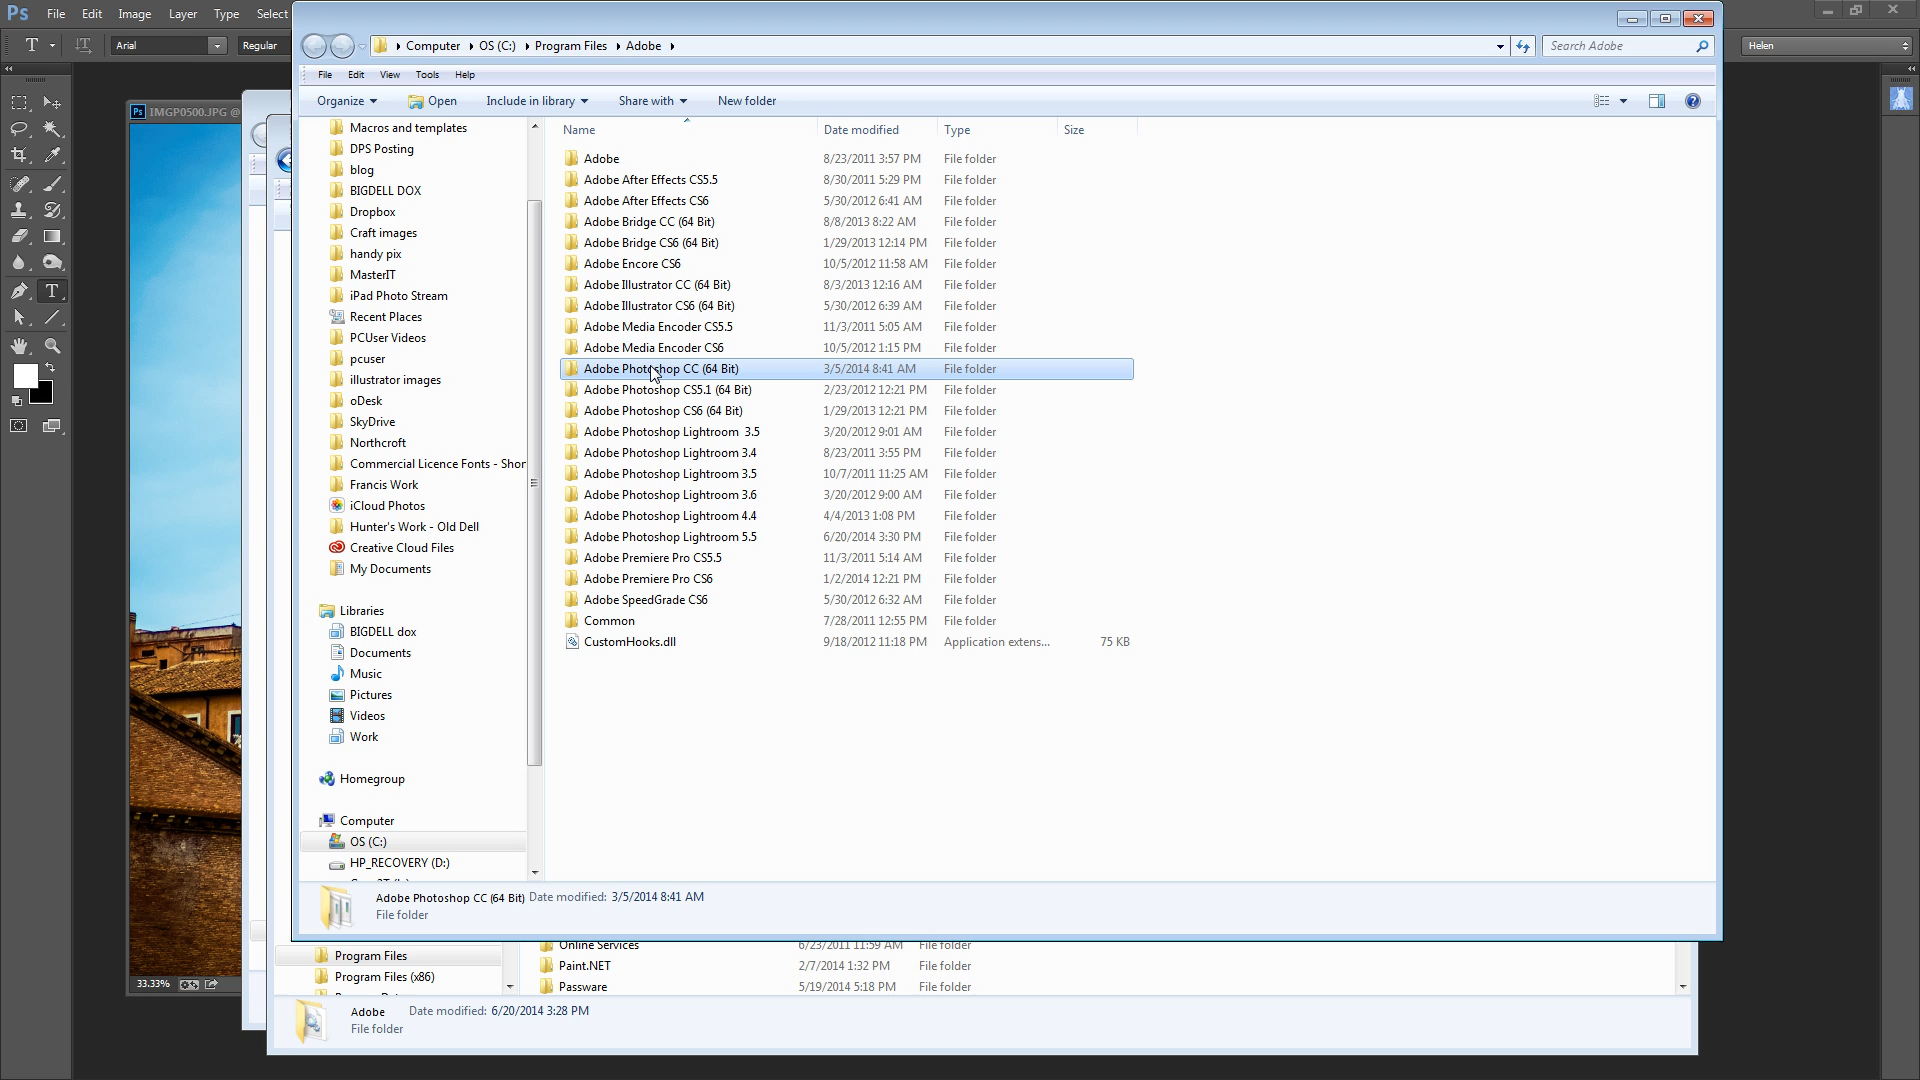 Ps File Edit Image Layer Type Select
T Arial Regular Helen
Computer OS (C:) Program Files Adobe Search Adobe
File Edit View Tools Help
Organize Open Include in library Share with New folder
Ps IMGP0500.JPG @
Name Date modified Type Size
Macros and templates
DPS Posting
blog
BIGDELL DOX
Dropbox
Craft images
handy pix
MasterIT
iPad Photo Stream
Recent Places
PCUser Videos
pcuser
illustrator images
oDesk
SkyDrive
Northcroft
Commercial Licence Fonts - Shor
Francis Work
iCloud Photos
Hunter's Work - Old Dell
Creative Cloud Files
My Documents
Libraries
BIGDELL dox
Documents
Music
Pictures
Videos
Work
Homegroup
Computer
OS (C:)
HP_RECOVERY (D:)
Adobe 8/23/2011 3:57 PM File folder
Adobe After Effects CS5.5 8/30/2011 5:29 PM File folder
Adobe After Effects CS6 5/30/2012 6:41 AM File folder
Adobe Bridge CC (64 Bit) 8/8/2013 8:22 AM File folder
Adobe Bridge CS6 (64 Bit) 1/29/2013 12:14 PM File folder
Adobe Encore CS6 10/5/2012 11:58 AM File folder
Adobe Illustrator CC (64 Bit) 8/3/2013 12:16 AM File folder
Adobe Illustrator CS6 (64 Bit) 5/30/2012 6:39 AM File folder
Adobe Media Encoder CS5.5 11/3/2011 5:05 AM File folder
Adobe Media Encoder CS6 10/5/2012 1:15 PM File folder
Adobe Photoshop CC (64 Bit) 3/5/2014 8:41 AM File folder
Adobe Photoshop CS5.1 (64 Bit) 2/23/2012 12:21 PM File folder
Adobe Photoshop CS6 (64 Bit) 1/29/2013 12:21 PM File folder
Adobe Photoshop Lightroom  3.5 3/20/2012 9:01 AM File folder
Adobe Photoshop Lightroom 3.4 8/23/2011 3:55 PM File folder
Adobe Photoshop Lightroom 3.5 10/7/2011 11:25 AM File folder
Adobe Photoshop Lightroom 3.6 3/20/2012 9:00 AM File folder
Adobe Photoshop Lightroom 4.4 4/4/2013 1:08 PM File folder
Adobe Photoshop Lightroom 5.5 6/20/2014 3:30 PM File folder
Adobe Premiere Pro CS5.5 11/3/2011 5:14 AM File folder
Adobe Premiere Pro CS6 1/2/2014 12:21 PM File folder
Adobe SpeedGrade CS6 5/30/2012 6:32 AM File folder
Common 7/28/2011 12:55 PM File folder
CustomHooks.dll 9/18/2012 11:18 PM Application extens... 75 KB
Adobe Photoshop CC (64 Bit) Date modified: 3/5/2014 8:41 AM
File folder
Online Services 6/23/2011 11:59 AM File folder
Program Files
Paint.NET 2/7/2014 1:32 PM File folder
Program Files (x86)
Passware 5/19/2014 5:18 PM File folder
33.33%
Adobe Date modified: 6/20/2014 3:28 PM
File folder